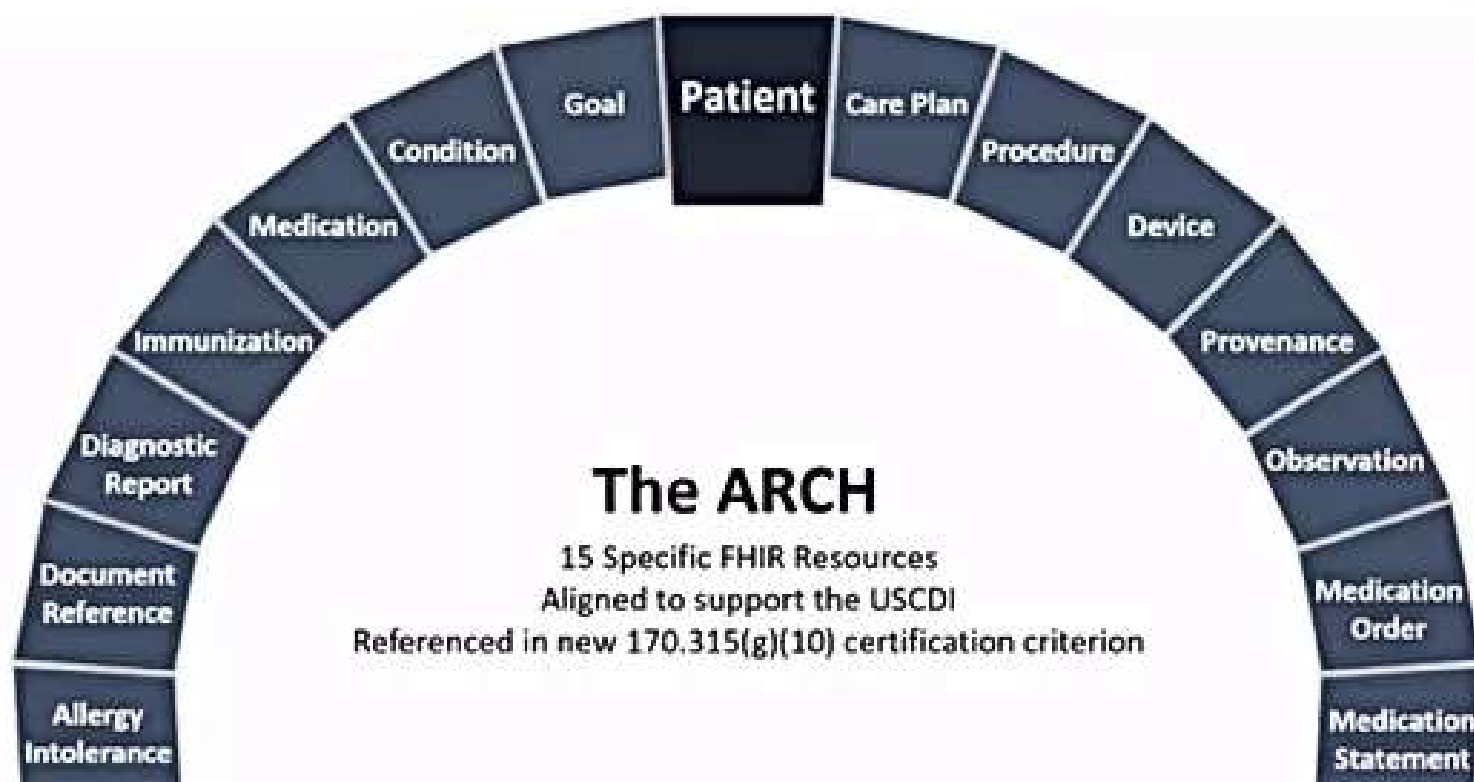 Patient
Goal
Care Plan
Condition
Procedure
Medication
Device
Immunization
Provenance
Diagnostic
Report
Observation
Document
Reference
Medication
Order
Allergy
Intolerance
Medication
Statement
The ARCH
15 Specific FHIR Resources
Aligned to support the USCDI
Referenced in new 170.315(g)(10) certification criterion